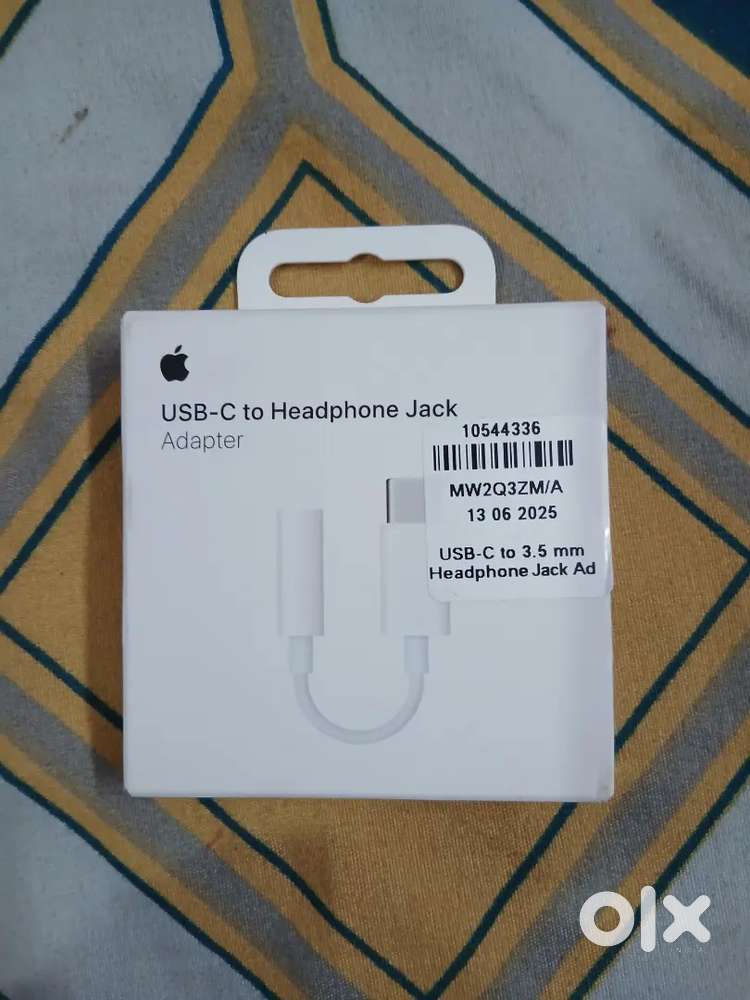 USB-C to Headphone Jack
Adapter
10544336
MW2Q3ZM/A
13 06 2025
USB-C to 3.5 mm
Headphone Jack Ad
olx